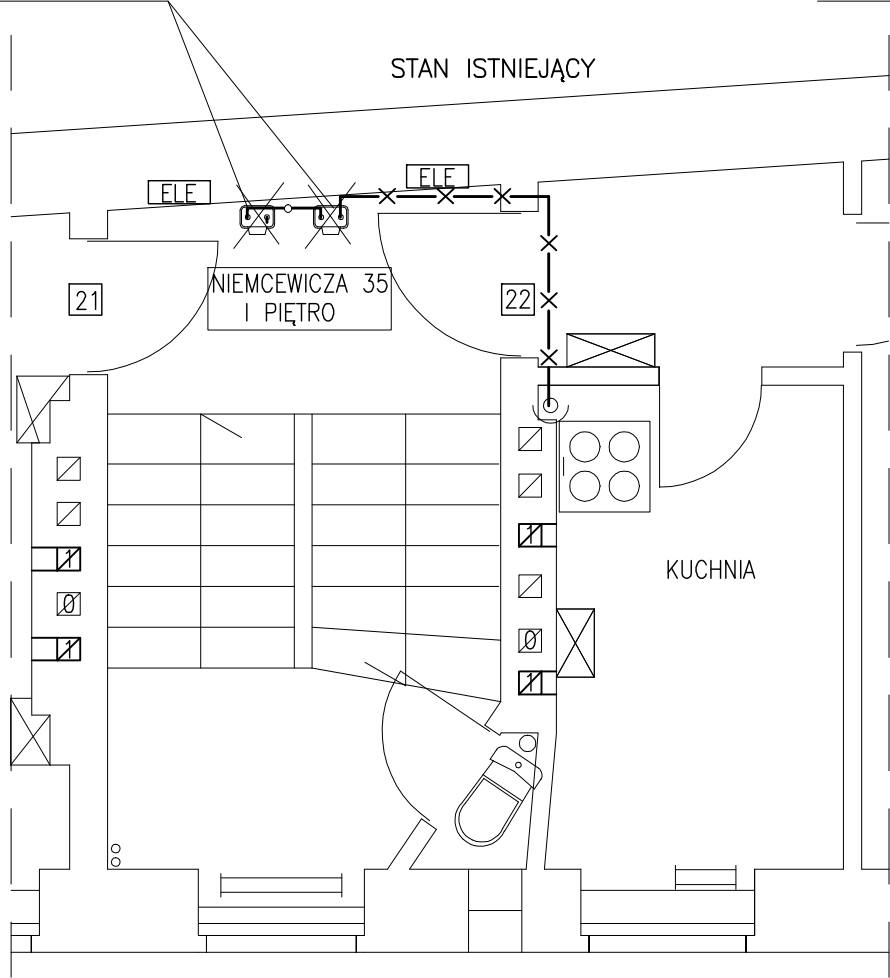 STAN ISTNIEJĄCY
ELE
ELE
NIEMCEWICZA 35
I PIĘTRO
21
22
1
1
0
KUCHNIA
0
1
1